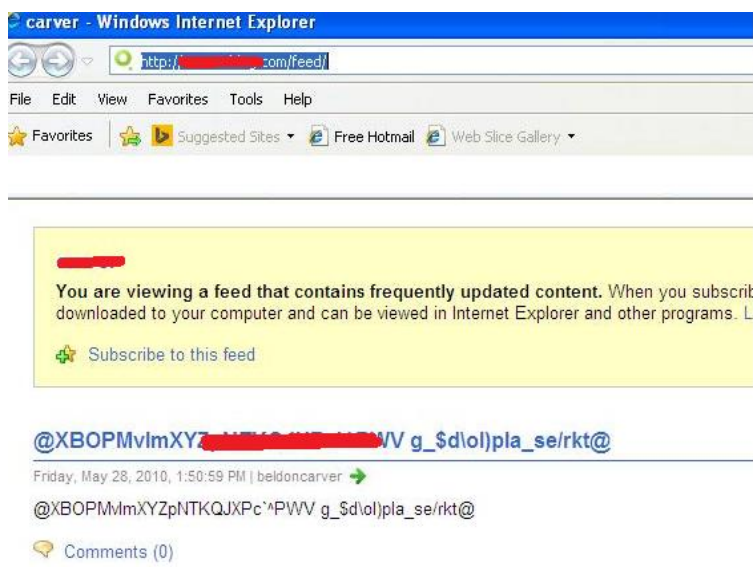 carver - Windows Internet Explorer
http:/ com/feed/
File Edit View Favorites Tools Help
Favorites Suggested Sites Free Hotmail Web Slice Gallery
You are viewing a feed that contains frequently updated content. When you subscrib
downloaded to your computer and can be viewed in Internet Explorer and other programs. L
Subscribe to this feed
@XBOPMvImXYZ WV g_$d\ol)pla_se/rkt@
Friday, May 28, 2010, 1:50:59 PM | beldoncarver
@XBOPMvImXYZpNTKQJXPc`^PWV g_$d\ol)pla_se/rkt@
Comments (0)